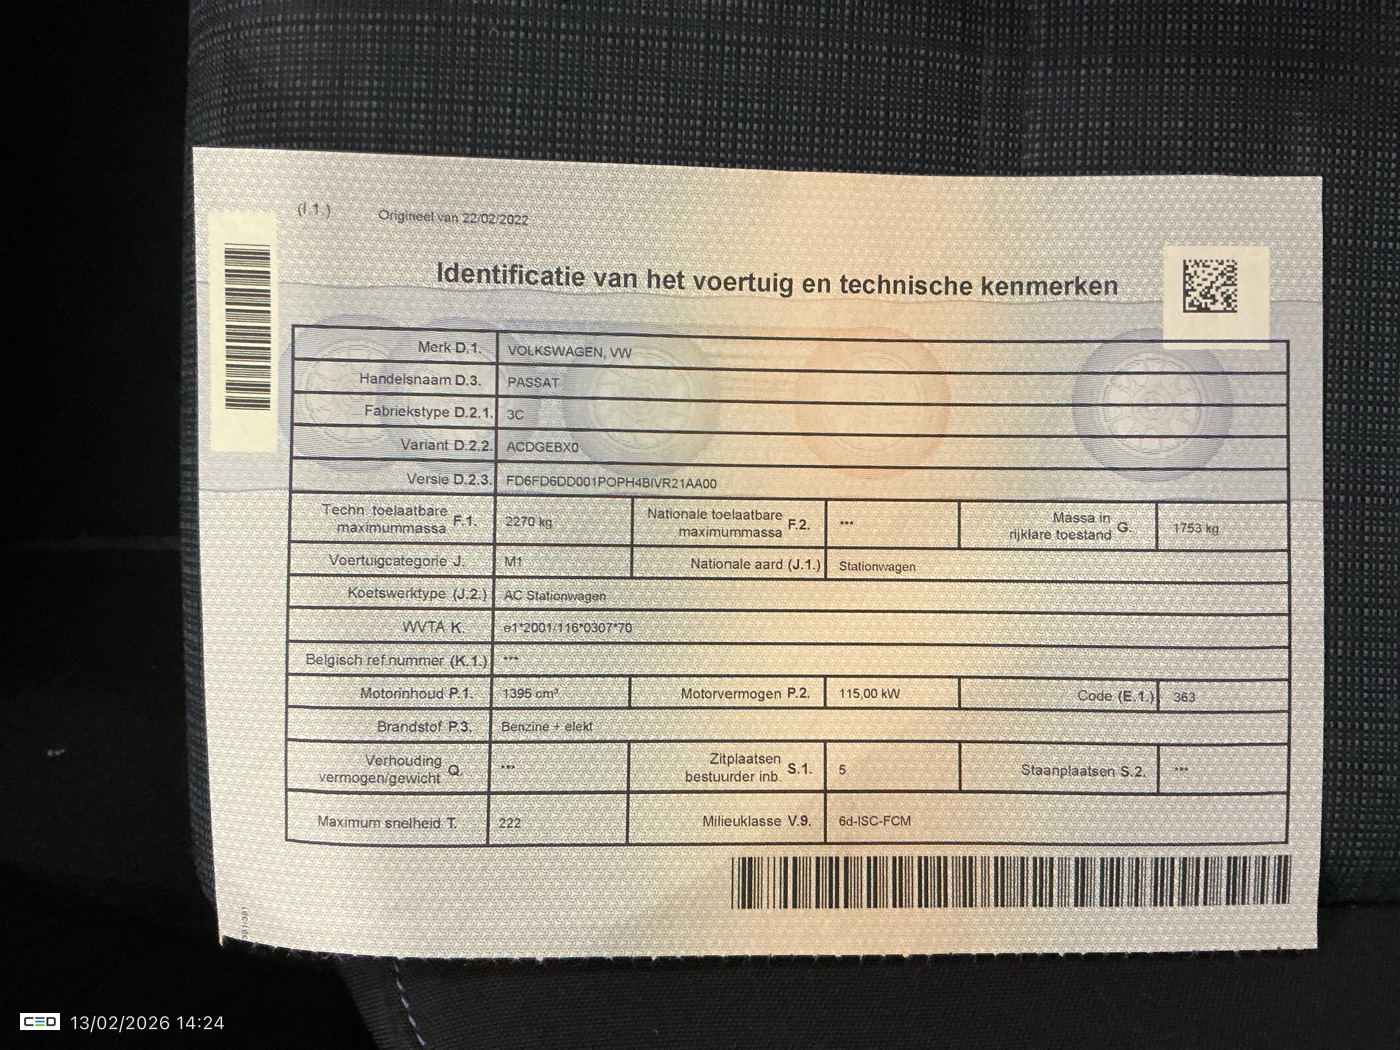 (I.1.) Origineel van 22/02/2022
Identificatie van het voertuig en technische kenmerken
Merk D.1. VOLKSWAGEN, VW
Handelsnaam D.3. PASSAT
Fabriekstype D.2.1. 3C
Variant D.2.2. ACDGEBX0
Versie D.2.3. FD6FD6DD001POPH4BIVR21AA00
Techn. toelaatbare maximummassa F.1. 2270 kg Nationale toelaatbare maximummassa F.2. *** Massa in rijklare toestand G. 1753 kg
Voertuigcategorie J. M1 Nationale aard (J.1.) Stationwagen
Koetswerktype (J.2.) AC Stationwagen
WVTA K. e1*2001/116*0307*70
Belgisch ref.nummer (K.1.) ***
Motorinhoud P.1. 1395 cm³ Motorvermogen P.2. 115,00 kW Code (E.1.) 363
Brandstof P.3. Benzine + elekt
Verhouding vermogen/gewicht Q. *** Zitplaatsen bestuurder inb. S.1. 5 Staanplaatsen S.2. ***
Maximum snelheid T. 222 Milieuklasse V.9. 6d-ISC-FCM
CED 13/02/2026 14:24